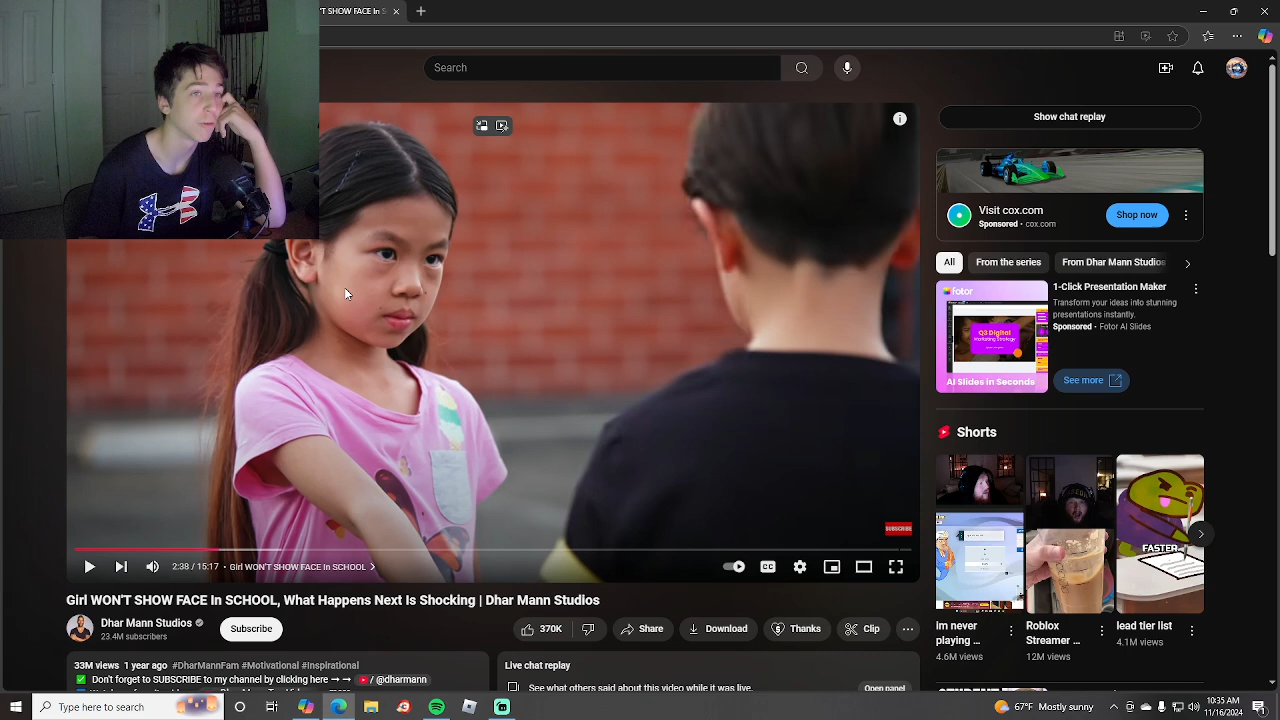 'T SHOW FACE In S
Search
Show chat replay
Visit cox.com
Sponsored · cox.com
Shop now
All
From the series
From Dhar Mann Studios
fotor
Q3 Digital
Marketing Strategy
AI Slides in Seconds
1-Click Presentation Maker
Transform your ideas into stunning
presentations instantly.
Sponsored · Fotor AI Slides
See more
Shorts
FASTER
im never
playing ...
4.6M views
Roblox
Streamer ...
12M views
lead tier list
4.1M views
SUBSCRIBE
2:38 / 15:17 · Girl WON'T SHOW FACE In SCHOOL
Girl WON'T SHOW FACE In SCHOOL, What Happens Next Is Shocking | Dhar Mann Studios
Dhar Mann Studios
23.4M subscribers
Subscribe
370K
Share
Download
Thanks
Clip
33M views 1 year ago #DharMannFam #Motivational #Inspirational
Don't forget to SUBSCRIBE to my channel by clicking here ➞ ➞ / @dharmann
Live chat replay
See what others said about the video while it was live.
Open panel
Type here to search
67°F Mostly sunny
10:35 AM
11/16/2024